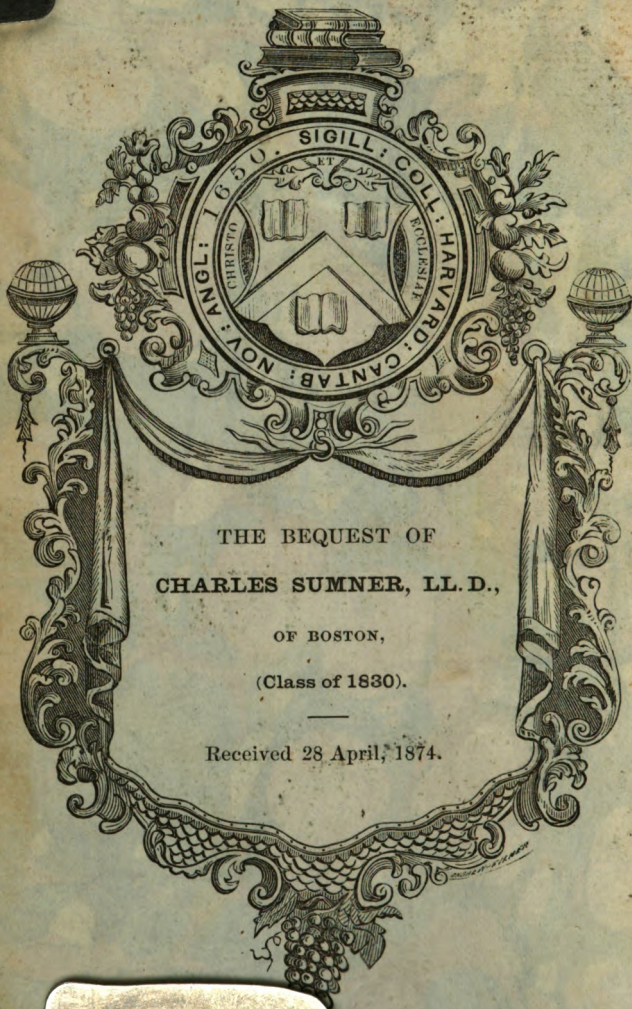 SIGILL: COLL: HARVARD: CANTAB: NOV: ANGL: 1650.
ET
CHRISTO
ECCLESIAE
THE BEQUEST OF
CHARLES SUMNER, LL. D.,
OF BOSTON,
(Class of 1830).
Received 28 April, 1874.